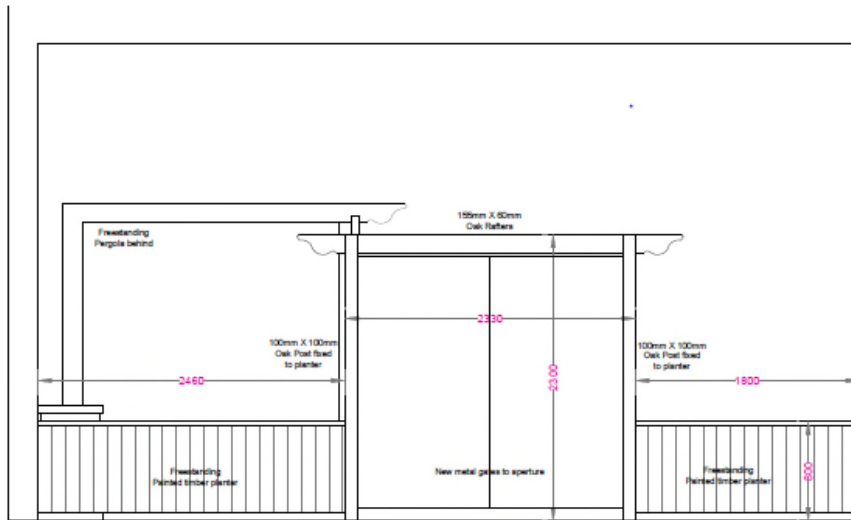 155mm X 60mm
Oak Rafters
Freestanding
Pergola behind
2330
100mm X 100mm
Oak Post fixed
to planter
100mm X 100mm
Oak Post fixed
to planter
2460
2300
1800
Freestanding
Painted timber planter
New metal gates to aperture
Freestanding
Painted timber planter
800